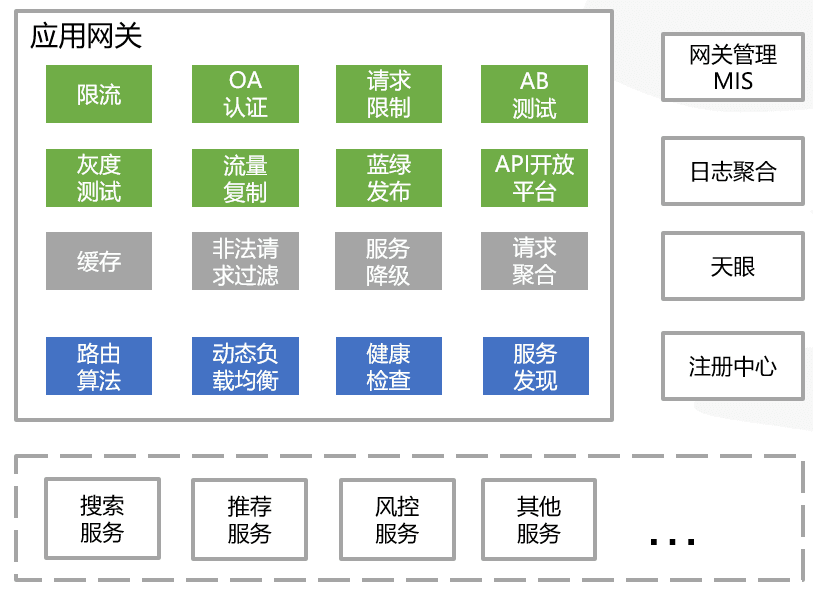 应用网关
网关管理
MIS
限流
OA
认证
请求
限制
AB
测试
灰度
测试
流量
复制
蓝绿
发布
API开放
平台
日志聚合
缓存
非法请
求过滤
服务
降级
请求
聚合
天眼
路由
算法
动态负
载均衡
健康
检查
服务
发现
注册中心
搜索
服务
推荐
服务
风控
服务
其他
服务
...